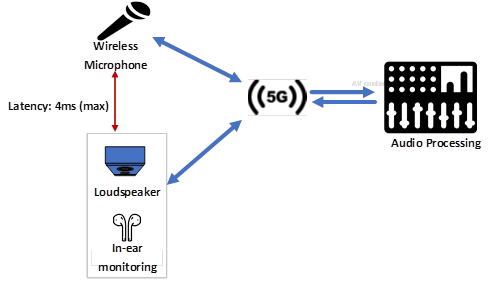 Wireless
Microphone
Latency: 4ms (max)
((5G))
Audio Processing
Loudspeaker
In-ear
monitoring